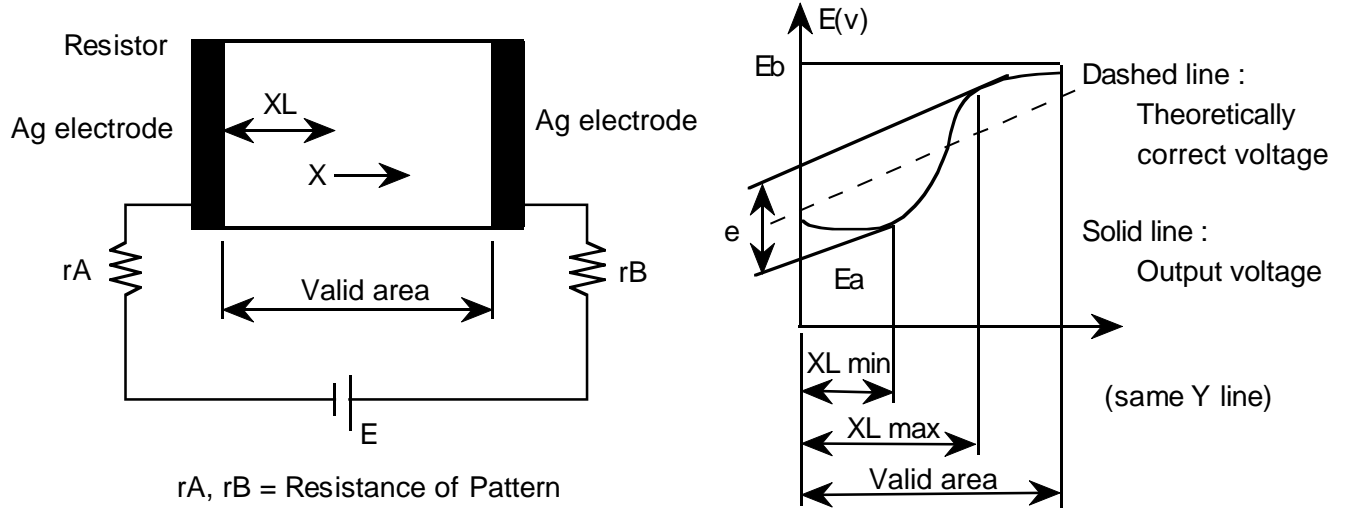 Resistor
Ag electrode
XL
X
Ag electrode
rA
Valid area
rB
E
rA, rB = Resistance of Pattern
E(v)
Eb
Dashed line :
Theoretically
correct voltage
e
Ea
Solid line :
Output voltage
XL min
XL max
Valid area
(same Y line)